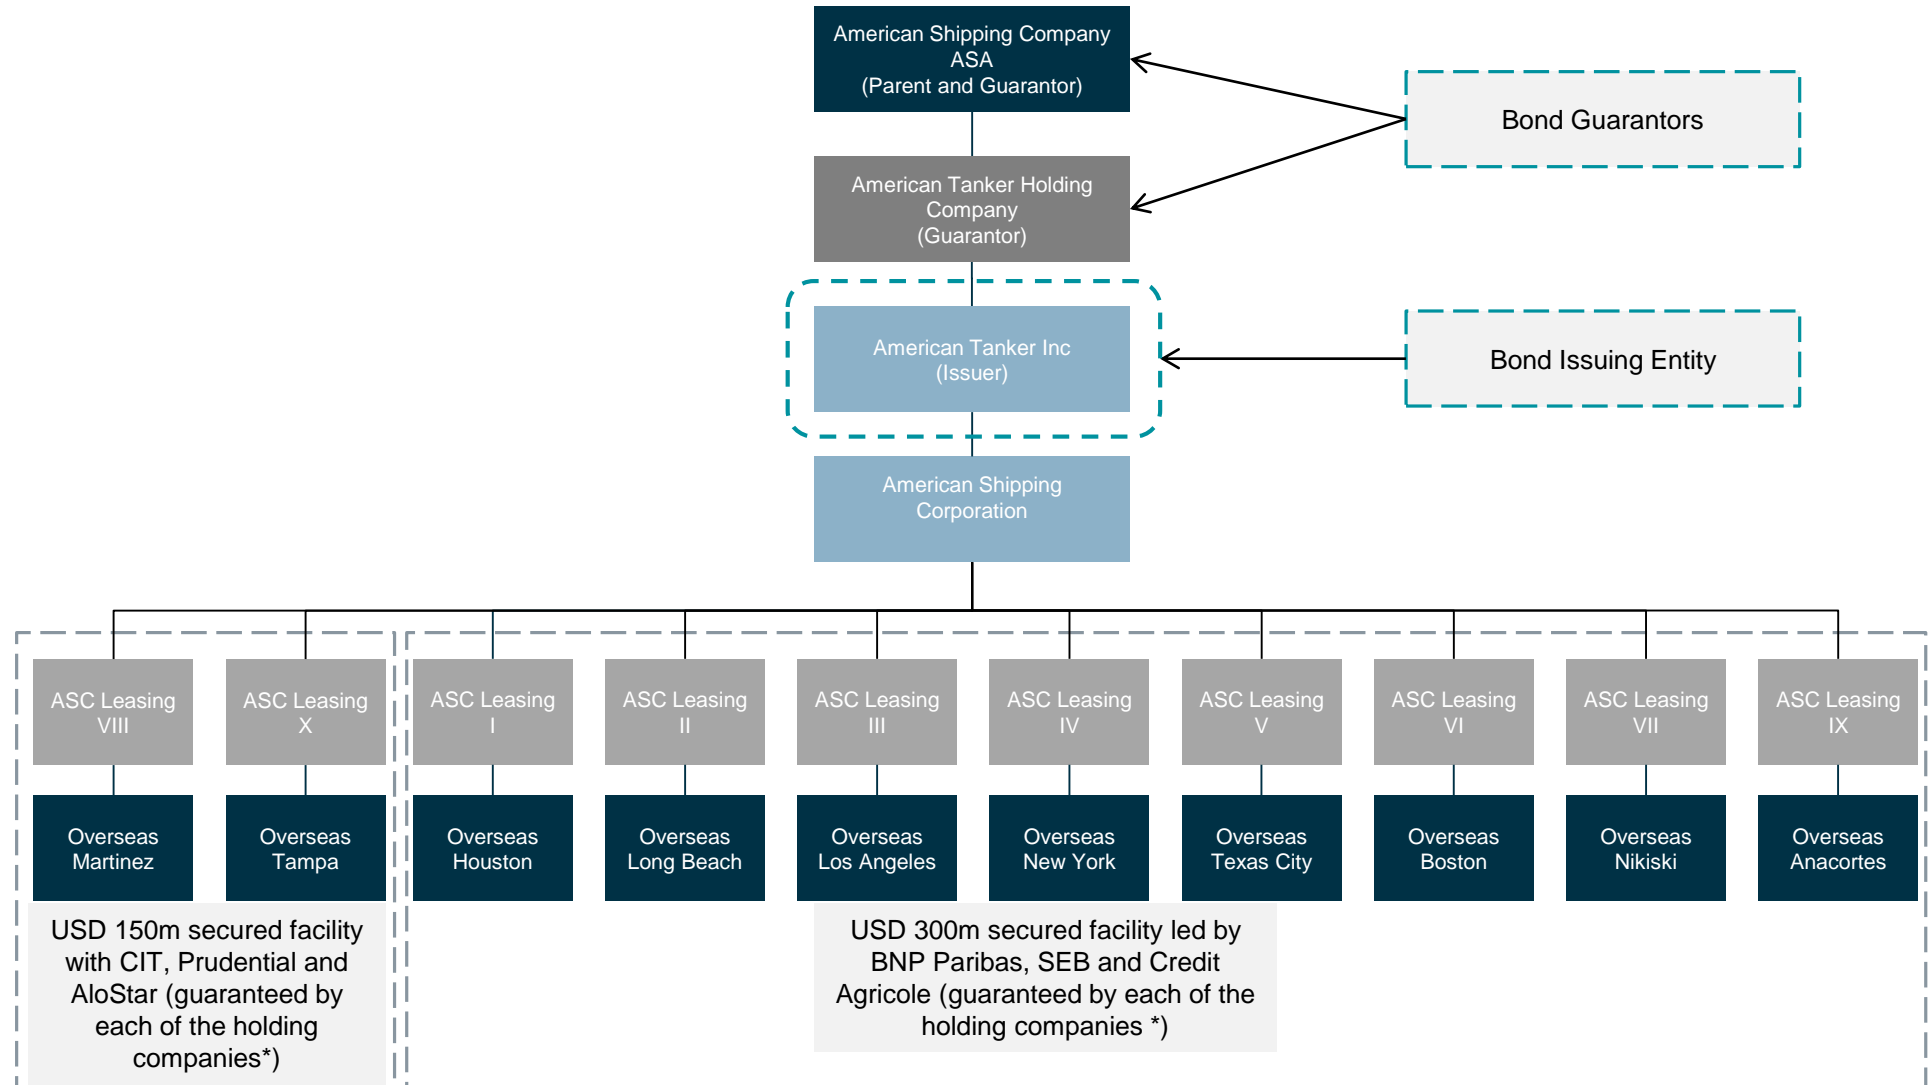 American Shipping Company
ASA
(Parent and Guarantor)
Bond Guarantors
American Tanker Holding
Company
(Guarantor)
American Tanker Inc
(Issuer)
Bond Issuing Entity
American Shipping
Corporation
ASC Leasing
VIII
ASC Leasing
X
ASC Leasing
I
ASC Leasing
II
ASC Leasing
III
ASC Leasing
IV
ASC Leasing
V
ASC Leasing
VI
ASC Leasing
VII
ASC Leasing
IX
Overseas
Martinez
Overseas
Tampa
Overseas
Houston
Overseas
Long Beach
Overseas
Los Angeles
Overseas
New York
Overseas
Texas City
Overseas
Boston
Overseas
Nikiski
Overseas
Anacortes
USD 150m secured facility
with CIT, Prudential and
AloStar (guaranteed by
each of the holding
companies*)
USD 300m secured facility led by
BNP Paribas, SEB and Credit
Agricole (guaranteed by each of the
holding companies *)